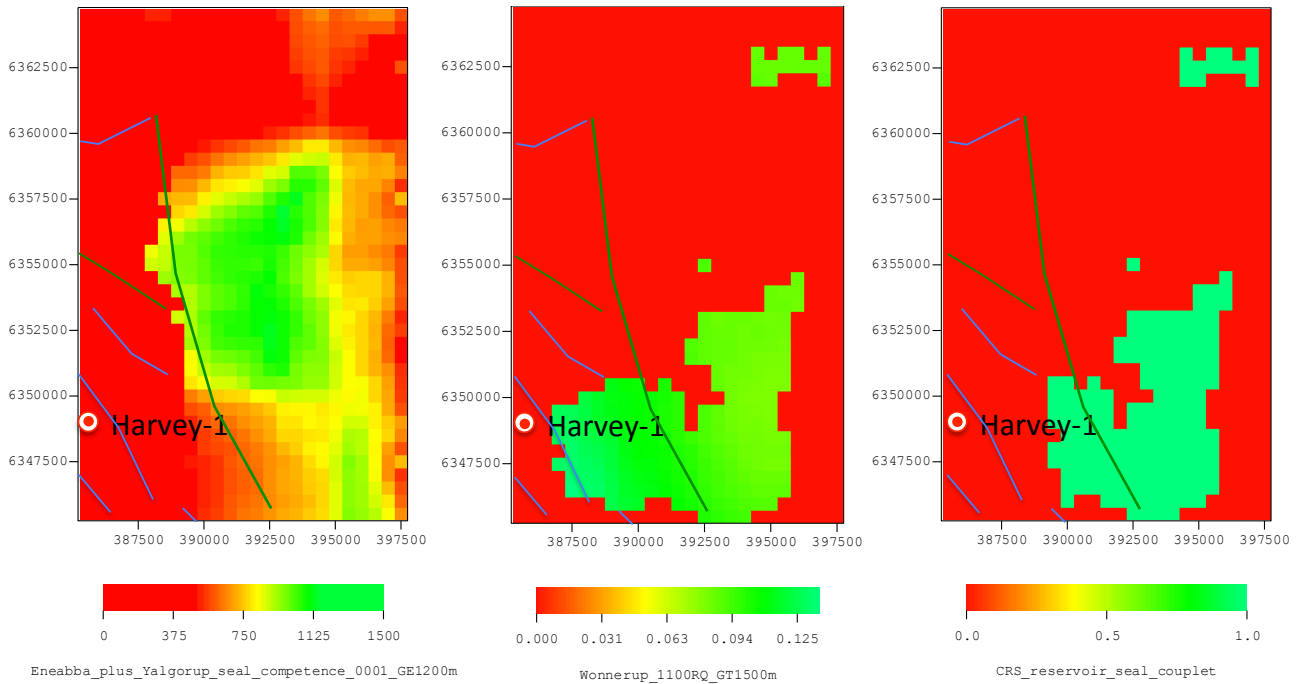 6362500
6360000
6357500
6355000
6352500
6350000
6347500
Harvey-1
387500 390000 392500 395000 397500
0 375 750 1125 1500
Eneabba_plus_Yalgorup_seal_competence_0001_GE1200m
6362500
6360000
6357500
6355000
6352500
6350000
6347500
Harvey-1
387500 390000 392500 395000 397500
0.000 0.031 0.063 0.094 0.125
Wonnerup_1100RQ_GT1500m
6362500
6360000
6357500
6355000
6352500
6350000
6347500
Harvey-1
387500 390000 392500 395000 397500
0.0 0.5 1.0
CRS_reservoir_seal_couplet